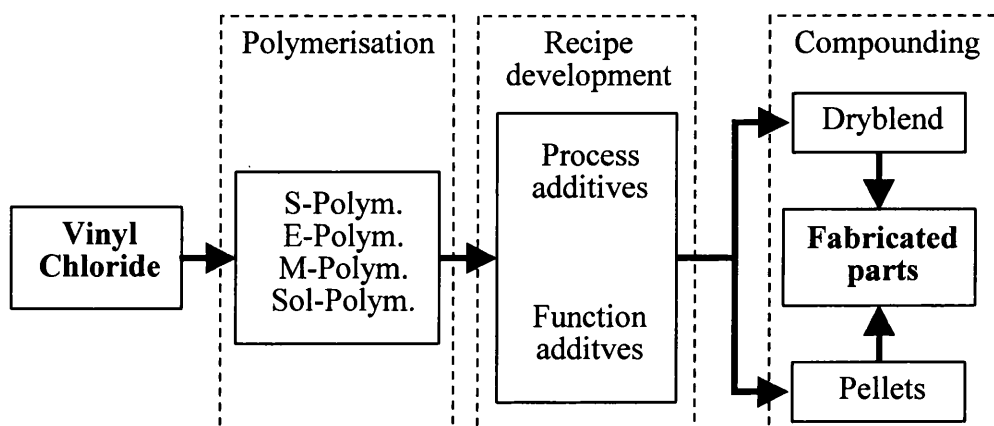 Polymerisation
Recipe
development
Compounding
Vinyl
Chloride
S-Polym.
E-Polym.
M-Polym.
Sol-Polym.
Process
additives
Function
additves
Dryblend
Fabricated
parts
Pellets